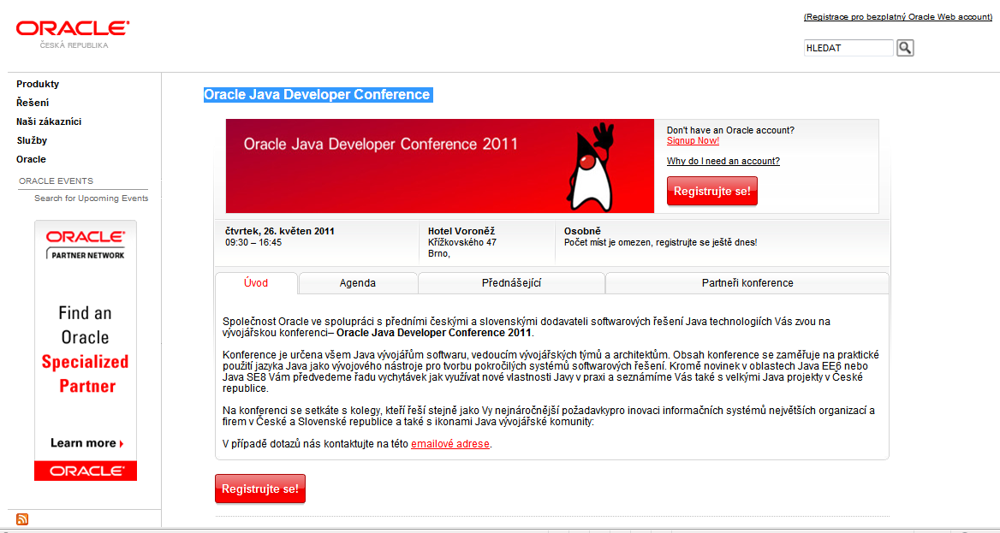 ORACLE
ČESKÁ REPUBLIKA
(Registrace pro bezplatný Oracle Web account)
HLEDAT
Produkty
Řešení
Naši zákazníci
Služby
Oracle
ORACLE EVENTS
Search for Upcoming Events
ORACLE
PARTNER NETWORK
Find an
Oracle
Specialized
Partner
Learn more
ORACLE
Oracle Java Developer Conference
Oracle Java Developer Conference 2011
Don't have an Oracle account?
Signup Now!
Why do I need an account?
Registrujte se!
čtvrtek, 26. květen 2011
09:30 – 16:45
Hotel Voroněž
Křížkovského 47
Brno,
Osobně
Počet míst je omezen, registrujte se ještě dnes!
Úvod
Agenda
Přednášející
Partneři konference
Společnost Oracle ve spolupráci s předními českými a slovenskými dodavateli softwarových řešení Java technologiích Vás zvou na
vývojářskou konferenci– Oracle Java Developer Conference 2011.
Konference je určena všem Java vývojářům softwaru, vedoucím vývojářských týmů a architektům. Obsah konference se zaměřuje na praktické
použití jazyka Java jako vývojového nástroje pro tvorbu pokročilých systémů softwarových řešení. Kromě novinek v oblastech Java EE6 nebo
Java SE8 Vám předvedeme řadu vychytávek jak využívat nové vlastnosti Javy v praxi a seznámíme Vás také s velkými Java projekty v České
republice.
Na konferenci se setkáte s kolegy, kteří řeší stejně jako Vy nejnáročnější požadavkypro inovaci informačních systémů největších organizací a
firem v České a Slovenské republice a také s ikonami Java vývojářské komunity:
V případě dotazů nás kontaktujte na této emailové adrese.
Registrujte se!